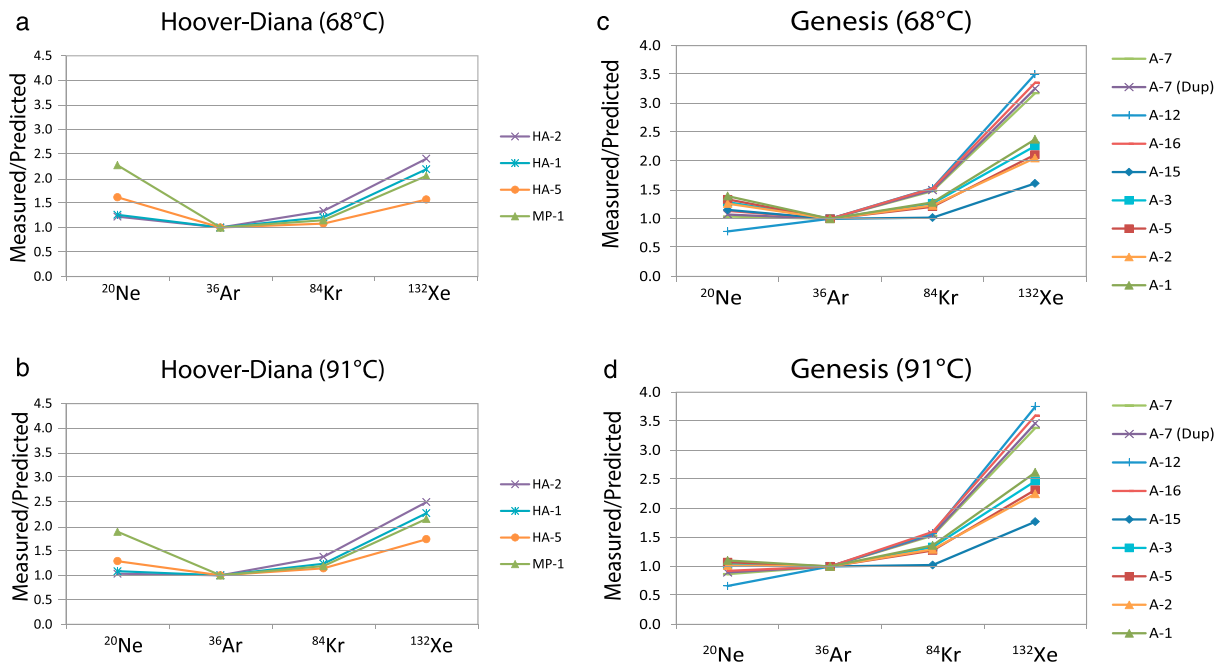 a
Hoover-Diana (68°C)
Measured/Predicted
4.5
4.0
3.5
3.0
2.5
2.0
1.5
1.0
0.5
0.0
20Ne
36Ar
84Kr
132Xe
HA-2
HA-1
HA-5
MP-1
c
Genesis (68°C)
Measured/Predicted
4.0
3.5
3.0
2.5
2.0
1.5
1.0
0.5
0.0
20Ne
36Ar
84Kr
132Xe
A-7
A-7 (Dup)
A-12
A-16
A-15
A-3
A-5
A-2
A-1
b
Hoover-Diana (91°C)
Measured/Predicted
4.5
4.0
3.5
3.0
2.5
2.0
1.5
1.0
0.5
0.0
20Ne
36Ar
84Kr
132Xe
HA-2
HA-1
HA-5
MP-1
d
Genesis (91°C)
Measured/Predicted
4.0
3.5
3.0
2.5
2.0
1.5
1.0
0.5
0.0
20Ne
36Ar
84Kr
132Xe
A-7
A-7 (Dup)
A-12
A-16
A-15
A-3
A-5
A-2
A-1